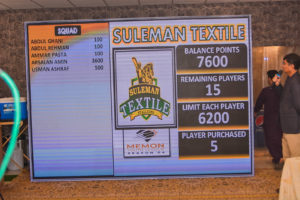 SQUAD
ABDUL GHANI 100
ABDUL REHMAN 100
AMMAR PASTA 100
ARSALAN AMIN 3600
USMAN ASHRAF 100
SULEMAN TEXTILE
SULEMAN
TEXTILE
MEMON
BALANCE POINTS
7600
REMAINING PLAYERS
15
LIMIT EACH PLAYER
6200
PLAYER PURCHASED
5